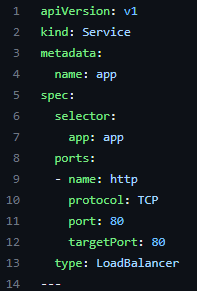 1 apiVersion: v1
2 kind: Service
3 metadata:
4   name: app
5 spec:
6   selector:
7     app: app
8   ports:
9   - name: http
10     protocol: TCP
11     port: 80
12     targetPort: 80
13   type: LoadBalancer
14 ---